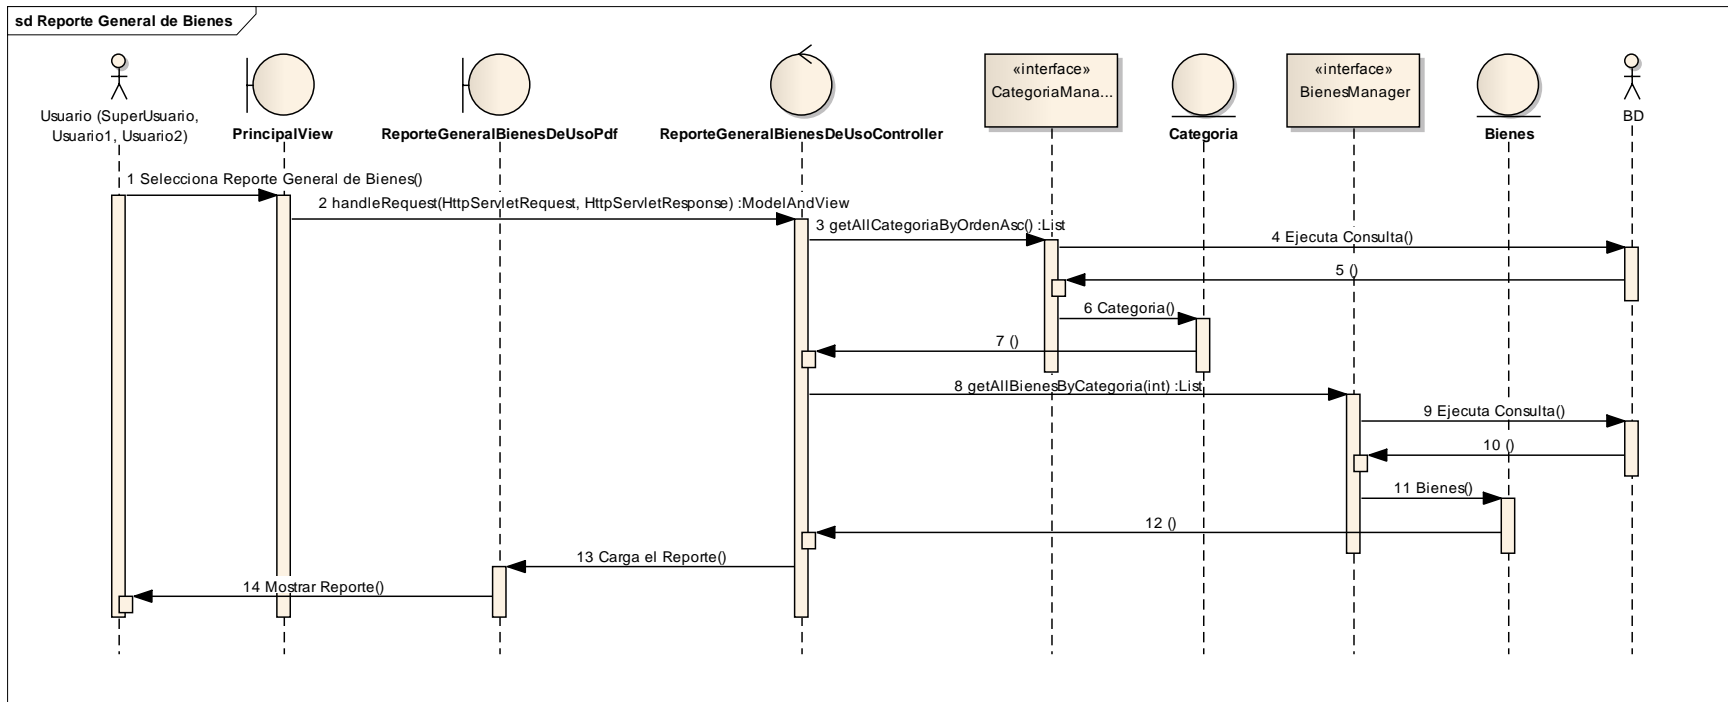 sd Reporte General de Bienes
Usuario (SuperUsuario,
Usuario1, Usuario2)
PrincipalView
ReporteGeneralBienesDeUsoPdf
ReporteGeneralBienesDeUsoController
«interface»
CategoriaMana...
Categoria
«interface»
BienesManager
Bienes
BD
1 Selecciona Reporte General de Bienes()
2 handleRequest(HttpServletRequest, HttpServletResponse) :ModelAndView
3 getAllCategoriaByOrdenAsc() :List
4 Ejecuta Consulta()
5 ()
6 Categoria()
7 ()
8 getAllBienesByCategoria(int) :List
9 Ejecuta Consulta()
10 ()
11 Bienes()
12 ()
13 Carga el Reporte()
14 Mostrar Reporte()